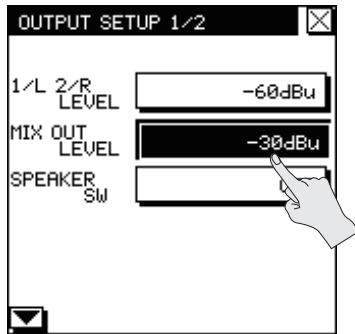 OUTPUT SETUP 1/2
1/L 2/R
LEVEL
-60dBu
MIX OUT
LEVEL
-30dBu
SPEAKER
SW